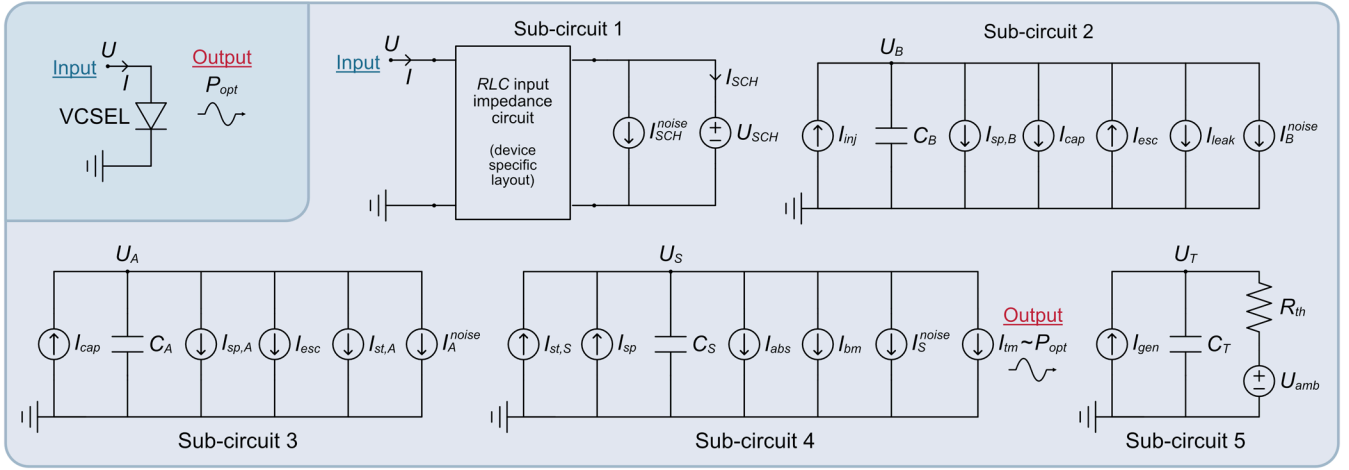 Input
U
I
VCSEL
Output
P_opt
Sub-circuit 1
Input
U
I
RLC input
impedance
circuit
(device
specific
layout)
I_SCH^noise
I_SCH
+
−
U_SCH
Sub-circuit 2
U_B
I_inj
C_B
I_sp,B
I_cap
I_esc
I_leak
I_B^noise
U_A
I_cap
C_A
I_sp,A
I_esc
I_st,A
I_A^noise
Sub-circuit 3
U_S
I_st,S
I_sp
C_S
I_abs
I_bm
I_S^noise
Output
I_tm~P_opt
Sub-circuit 4
U_T
I_gen
C_T
R_th
+
−
U_amb
Sub-circuit 5